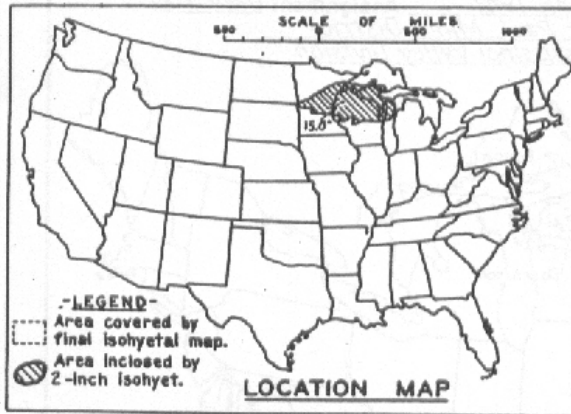 SCALE OF MILES
500 0 500 1000
15.0"
-LEGEND-
Area covered by
final isohyetal map.
Area inclosed by
2-inch isohyet.
LOCATION MAP